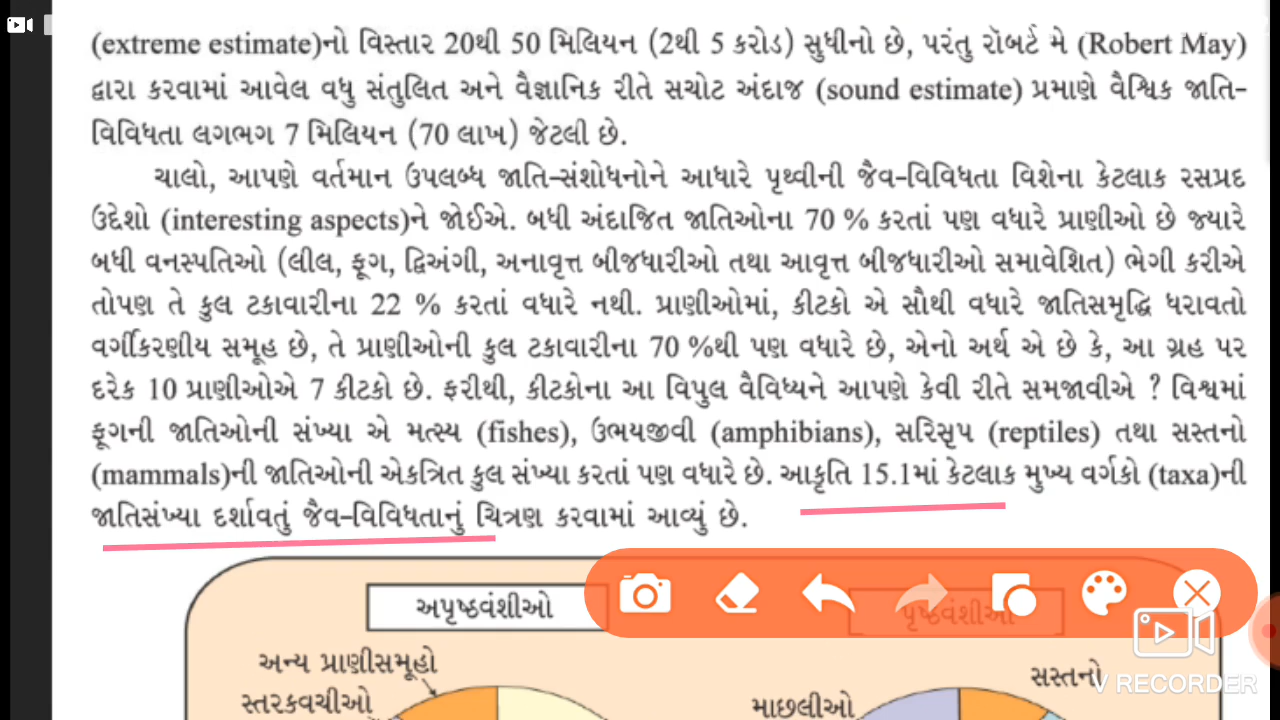 (extreme estimate)નો વિસ્તાર 20થી 50 મિલિયન (2થી 5 કરોડ) સુધીનો છે, પરંતુ રૉબર્ટ મે (Robert May)
દ્વારા કરવામાં આવેલ વધુ સંતુલિત અને વૈજ્ઞાનિક રીતે સચોટ અંદાજ (sound estimate) પ્રમાણે વૈશ્વિક જાતિ-
વિવિધતા લગભગ 7 મિલિયન (70 લાખ) જેટલી છે.
ચાલો, આપણે વર્તમાન ઉપલબ્ધ જાતિ-સંશોધનોને આધારે પૃથ્વીની જૈવ-વિવિધતા વિશેના કેટલાક રસપ્રદ
ઉદ્દેશો (interesting aspects)ને જોઈએ. બધી અંદાજિત જાતિઓના 70 % કરતાં પણ વધારે પ્રાણીઓ છે જ્યારે
બધી વનસ્પતિઓ (લીલ, ફૂગ, દ્વિઅંગી, અનાવૃત્ત બીજધારીઓ તથા આવૃત્ત બીજધારીઓ સમાવેશિત) ભેગી કરીએ
તોપણ તે કુલ ટકાવારીના 22 % કરતાં વધારે નથી. પ્રાણીઓમાં, કીટકો એ સૌથી વધારે જાતિસમૃદ્ધિ ધરાવતો
વર્ગીકરણીય સમૂહ છે, તે પ્રાણીઓની કુલ ટકાવારીના 70 %થી પણ વધારે છે, એનો અર્થ એ છે કે, આ ગ્રહ પર
દરેક 10 પ્રાણીઓએ 7 કીટકો છે. ફરીથી, કીટકોના આ વિપુલ વૈવિધ્યને આપણે કેવી રીતે સમજાવીએ ? વિશ્વમાં
ફૂગની જાતિઓની સંખ્યા એ મત્સ્ય (fishes), ઉભયજીવી (amphibians), સરિસૃપ (reptiles) તથા સસ્તનો
(mammals)ની જાતિઓની એકત્રિત કુલ સંખ્યા કરતાં પણ વધારે છે. આકૃતિ 15.1માં કેટલાક મુખ્ય વર્ગકો (taxa)ની
જાતિસંખ્યા દર્શાવતું જૈવ-વિવિધતાનું ચિત્રણ કરવામાં આવ્યું છે.
અપૃષ્ઠવંશીઓ
પૃષ્ઠવંશીઓ
અન્ય પ્રાણીસમૂહો
સસ્તનો
સ્તરકવચીઓ
માછલીઓ
V RECORDER